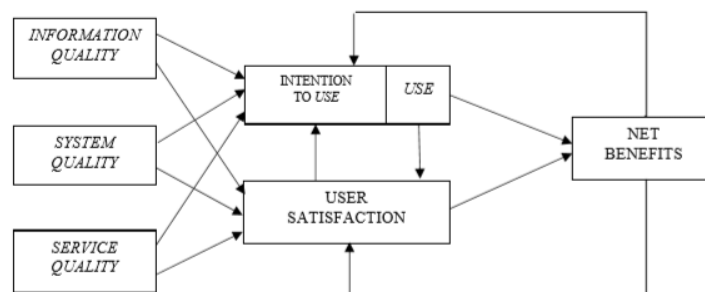 INFORMATION
QUALITY
INTENTION
TO USE
USE
SYSTEM
QUALITY
NET
BENEFITS
USER
SATISFACTION
SERVICE
QUALITY